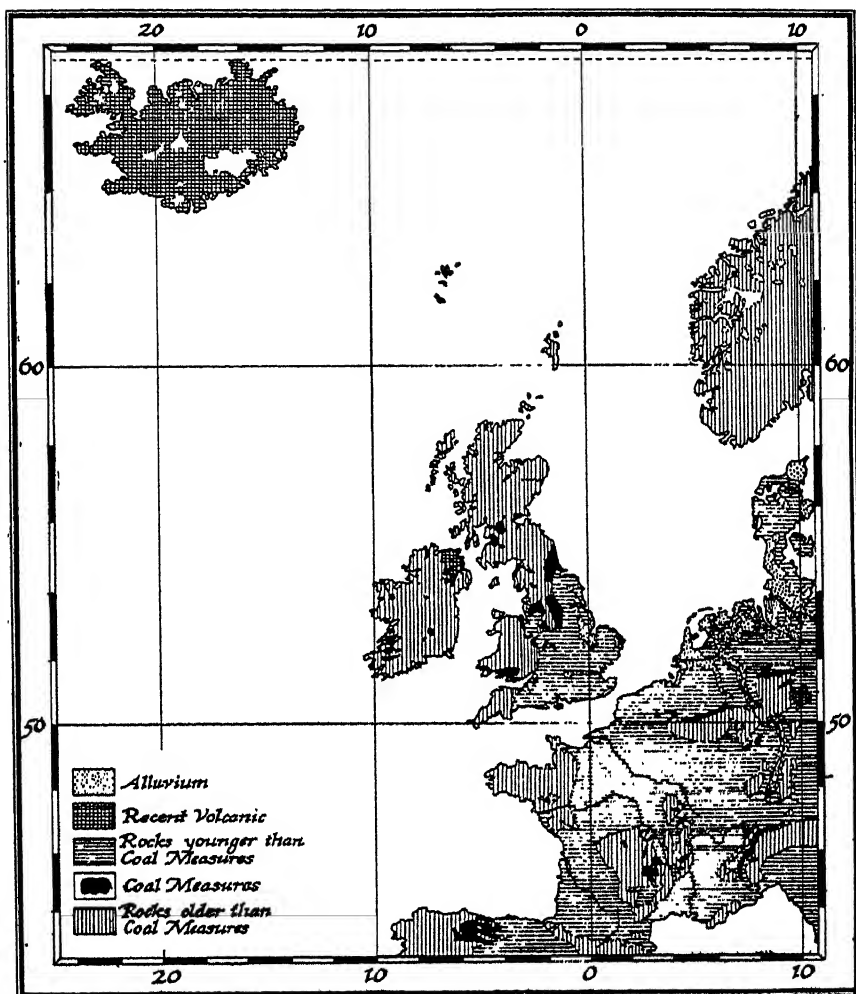 20 10 0 10
60 60
50 50
Alluvium
Recent Volcanic
Rocks younger than
Coal Measures
Coal Measures
Rocks older than
Coal Measures
20 10 0 10